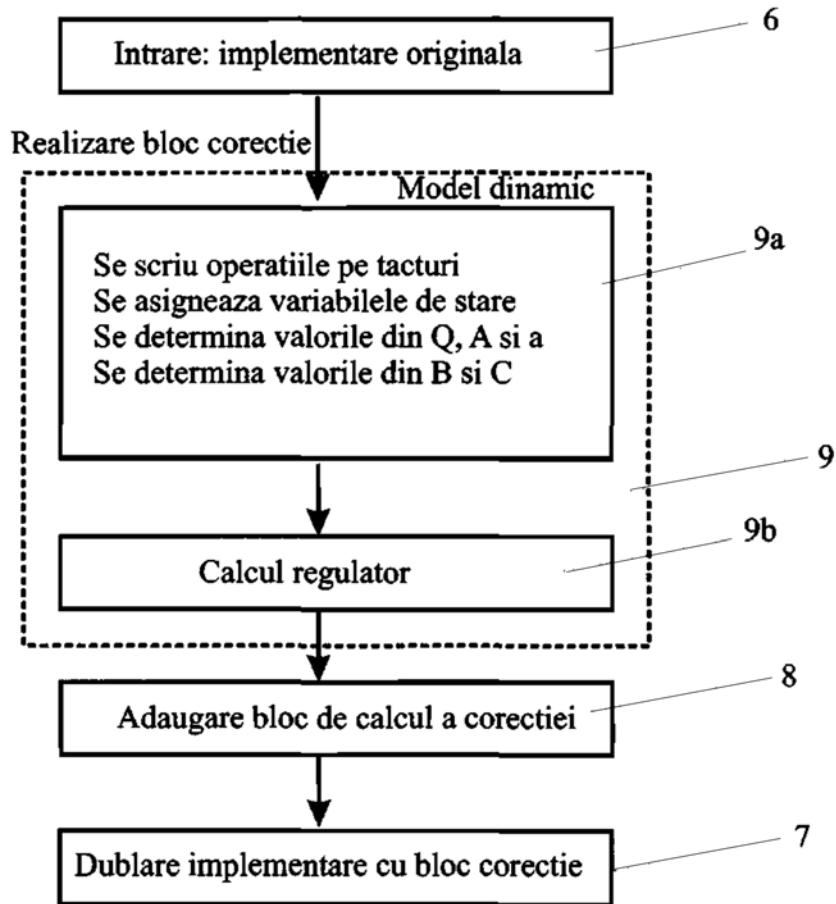 6
Intrare: implementare originala
Realizare bloc corectie
Model dinamic
9a
Se scriu operatiile pe tacturi
Se asigneaza variabilele de stare
Se determina valorile din Q, A si a
Se determina valorile din B si C
9
9b
Calcul regulator
8
Adaugare bloc de calcul a corectiei
7
Dublare implementare cu bloc corectie